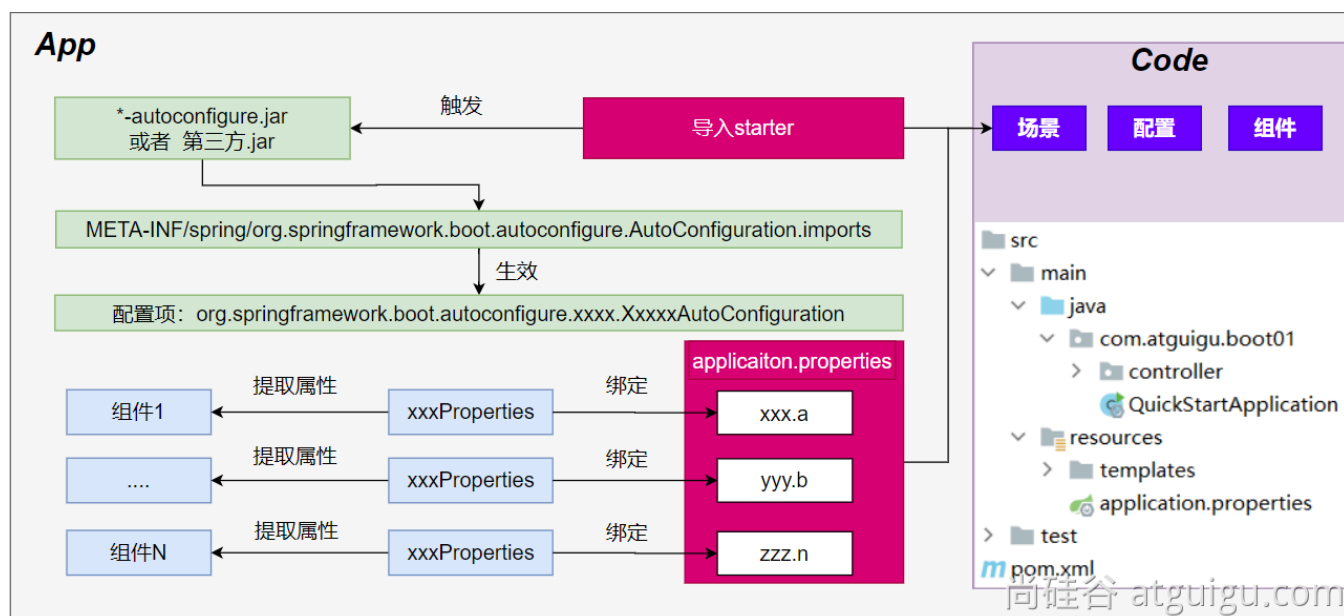 App
Code
*-autoconfigure.jar
或者 第三方.jar
触发
导入starter
场景
配置
组件
META-INF/spring/org.springframework.boot.autoconfigure.AutoConfiguration.imports
生效
配置项：org.springframework.boot.autoconfigure.xxxx.XxxxxAutoConfiguration
applicaiton.properties
组件1
提取属性
xxxProperties
绑定
xxx.a
....
提取属性
xxxProperties
绑定
yyy.b
组件N
提取属性
xxxProperties
绑定
zzz.n
src
main
java
com.atguigu.boot01
controller
QuickStartApplication
resources
templates
application.properties
test
pom.xml
尚硅谷 atguigu.com